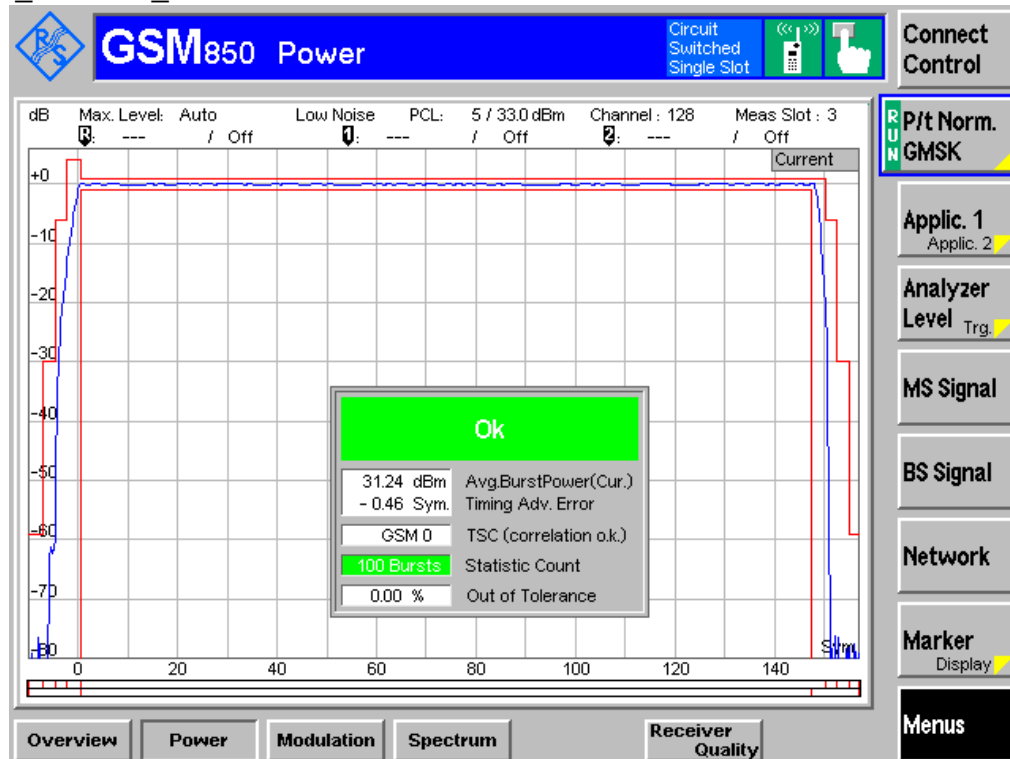 R&S GSM850 Power
Circuit
Switched
Single Slot
Connect
Control
dB Max. Level: Auto Low Noise PCL: 5 / 33.0 dBm Channel : 128 Meas Slot : 3
R: --- / Off 1: --- / Off 2: --- / Off
Current
RUN
P/t Norm.
GMSK
Applic. 1
Applic. 2
Analyzer
Level Trg.
MS Signal
BS Signal
Network
Marker
Display
Menus
+0
-10
-20
-30
-40
-50
-60
-70
-80
Ok
31.24 dBm Avg.BurstPower(Cur.)
- 0.46 Sym. Timing Adv. Error
GSM 0 TSC (correlation o.k.)
100 Bursts Statistic Count
0.00 % Out of Tolerance
Sym.
0 20 40 60 80 100 120 140
Overview Power Modulation Spectrum Receiver
Quality